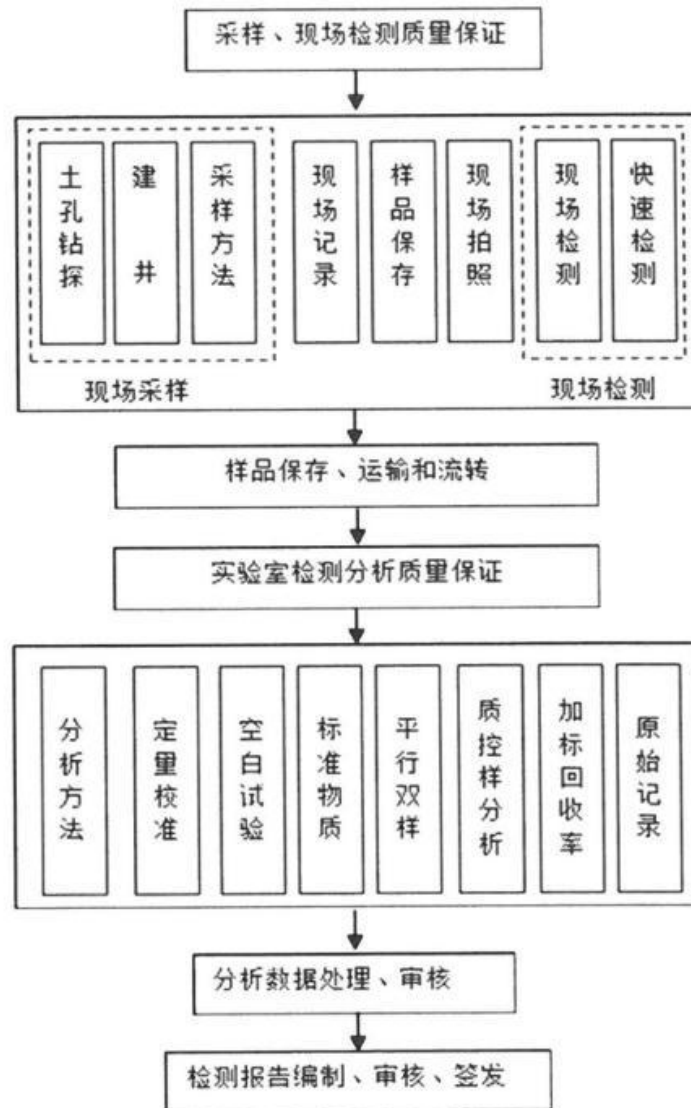 采样、现场检测质量保证
土孔钻探
建井
采样方法
现场记录
样品保存
现场拍照
现场检测
快速检测
现场采样
现场检测
样品保存、运输和流转
实验室检测分析质量保证
分析方法
定量校准
空白试验
标准物质
平行双样
质控样分析
加标回收率
原始记录
分析数据处理、审核
检测报告编制、审核、签发